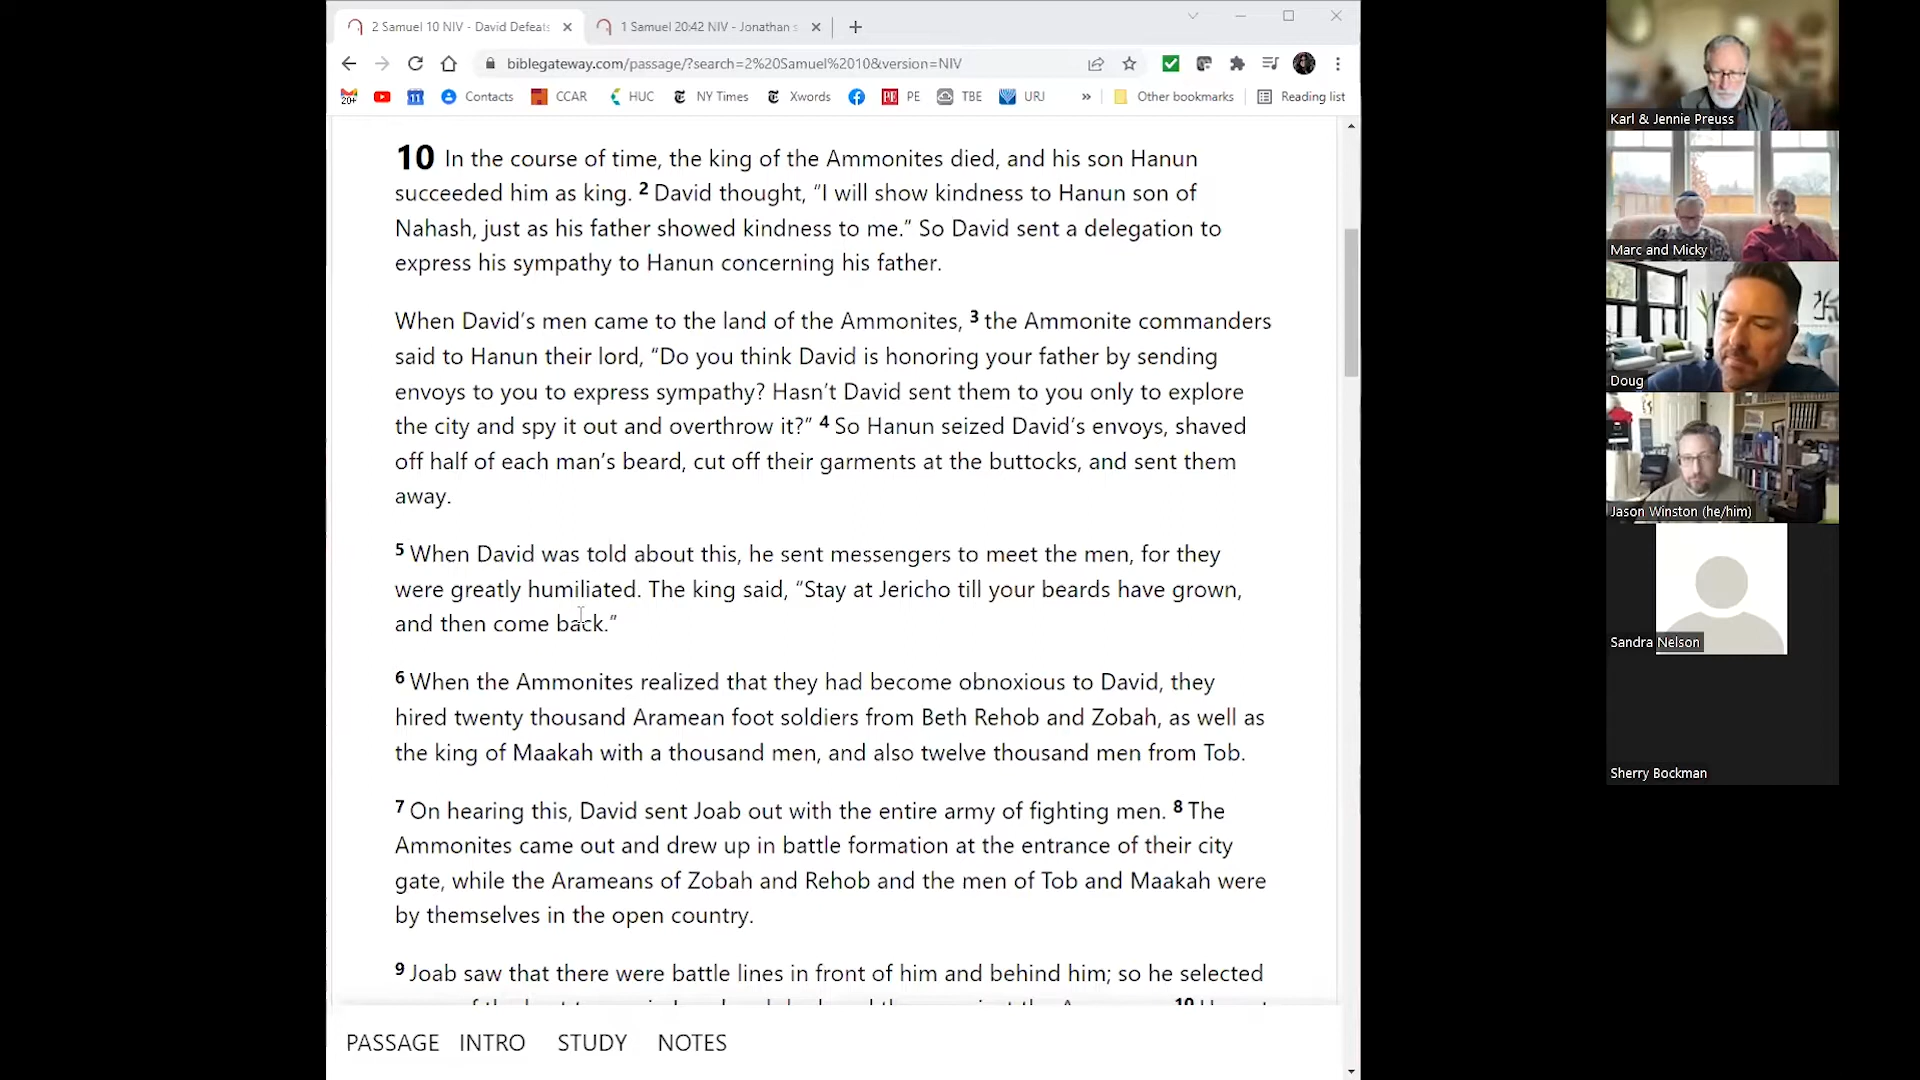 2 Samuel 10 NIV - David Defeats
1 Samuel 20:42 NIV - Jonathan s
biblegateway.com/passage/?search=2%20Samuel%2010&version=NIV
20+
11
Contacts
CCAR
HUC
NY Times
Xwords
PE
PE
TBE
URJ
»
Other bookmarks
Reading list
10 In the course of time, the king of the Ammonites died, and his son Hanun
succeeded him as king. 2 David thought, “I will show kindness to Hanun son of
Nahash, just as his father showed kindness to me.” So David sent a delegation to
express his sympathy to Hanun concerning his father.
When David’s men came to the land of the Ammonites, 3 the Ammonite commanders
said to Hanun their lord, “Do you think David is honoring your father by sending
envoys to you to express sympathy? Hasn’t David sent them to you only to explore
the city and spy it out and overthrow it?” 4 So Hanun seized David’s envoys, shaved
off half of each man’s beard, cut off their garments at the buttocks, and sent them
away.
5 When David was told about this, he sent messengers to meet the men, for they
were greatly humiliated. The king said, “Stay at Jericho till your beards have grown,
and then come back.”
6 When the Ammonites realized that they had become obnoxious to David, they
hired twenty thousand Aramean foot soldiers from Beth Rehob and Zobah, as well as
the king of Maakah with a thousand men, and also twelve thousand men from Tob.
7 On hearing this, David sent Joab out with the entire army of fighting men. 8 The
Ammonites came out and drew up in battle formation at the entrance of their city
gate, while the Arameans of Zobah and Rehob and the men of Tob and Maakah were
by themselves in the open country.
9 Joab saw that there were battle lines in front of him and behind him; so he selected
PASSAGE INTRO STUDY NOTES
Karl & Jennie Preuss
Marc and Micky
Doug
Jason Winston (he/him)
Sandra Nelson
Sherry Bockman